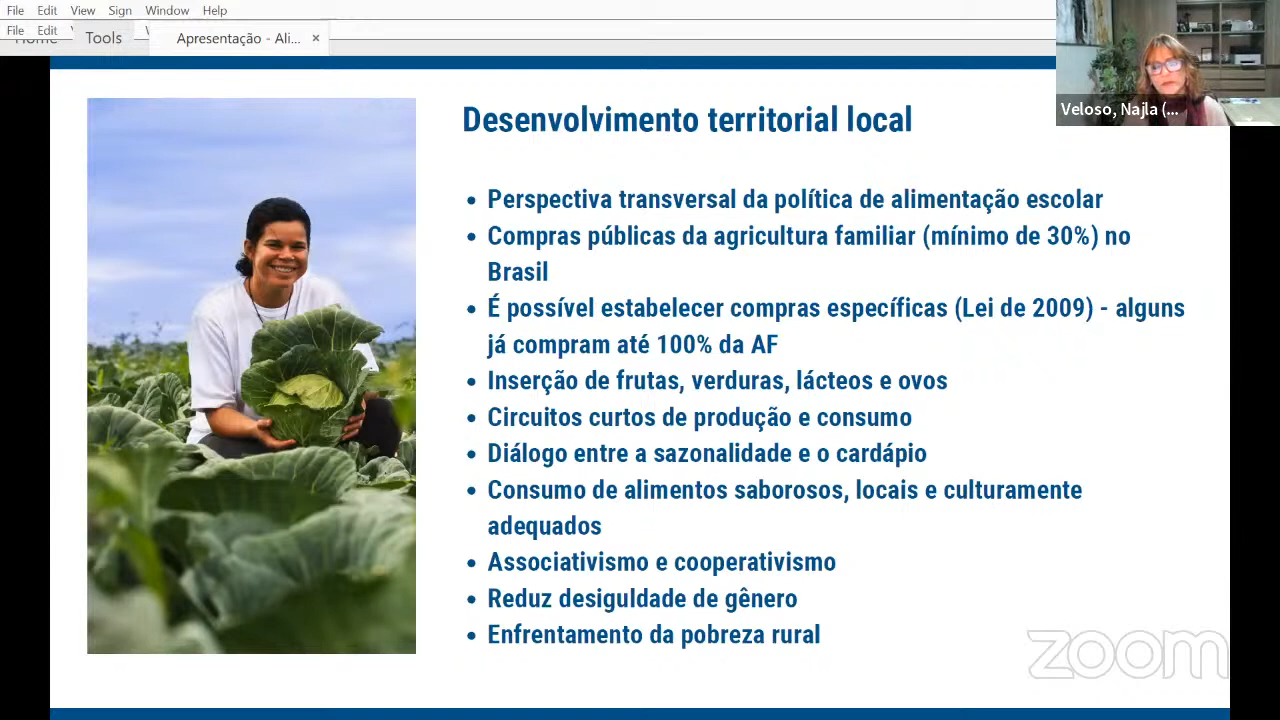 File Edit View Sign Window Help
File Edit
Home Tools Apresentação - Ali... ×
Veloso, Najla (...
Desenvolvimento territorial local
• Perspectiva transversal da política de alimentação escolar
• Compras públicas da agricultura familiar (mínimo de 30%) no
Brasil
• É possível estabelecer compras específicas (Lei de 2009) - alguns
já compram até 100% da AF
• Inserção de frutas, verduras, lácteos e ovos
• Circuitos curtos de produção e consumo
• Diálogo entre a sazonalidade e o cardápio
• Consumo de alimentos saborosos, locais e culturamente
adequados
• Associativismo e cooperativismo
• Reduz desiguldade de gênero
• Enfrentamento da pobreza rural
zoom